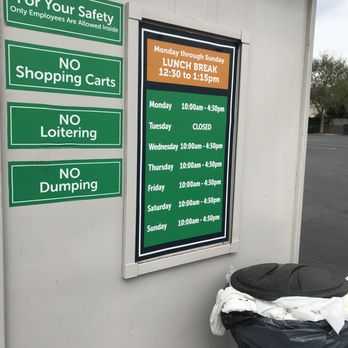 For Your Safety
Only Employees Are Allowed Inside
NO
Shopping Carts
NO
Loitering
NO
Dumping
Monday through Sunday
LUNCH BREAK
12:30 to 1:15pm
Monday 10:00am - 4:30pm
Tuesday CLOSED
Wednesday 10:00am - 4:30pm
Thursday 10:00am - 4:30pm
Friday 10:00am - 4:30pm
Saturday 10:00am - 4:30pm
Sunday 10:00am - 4:30pm